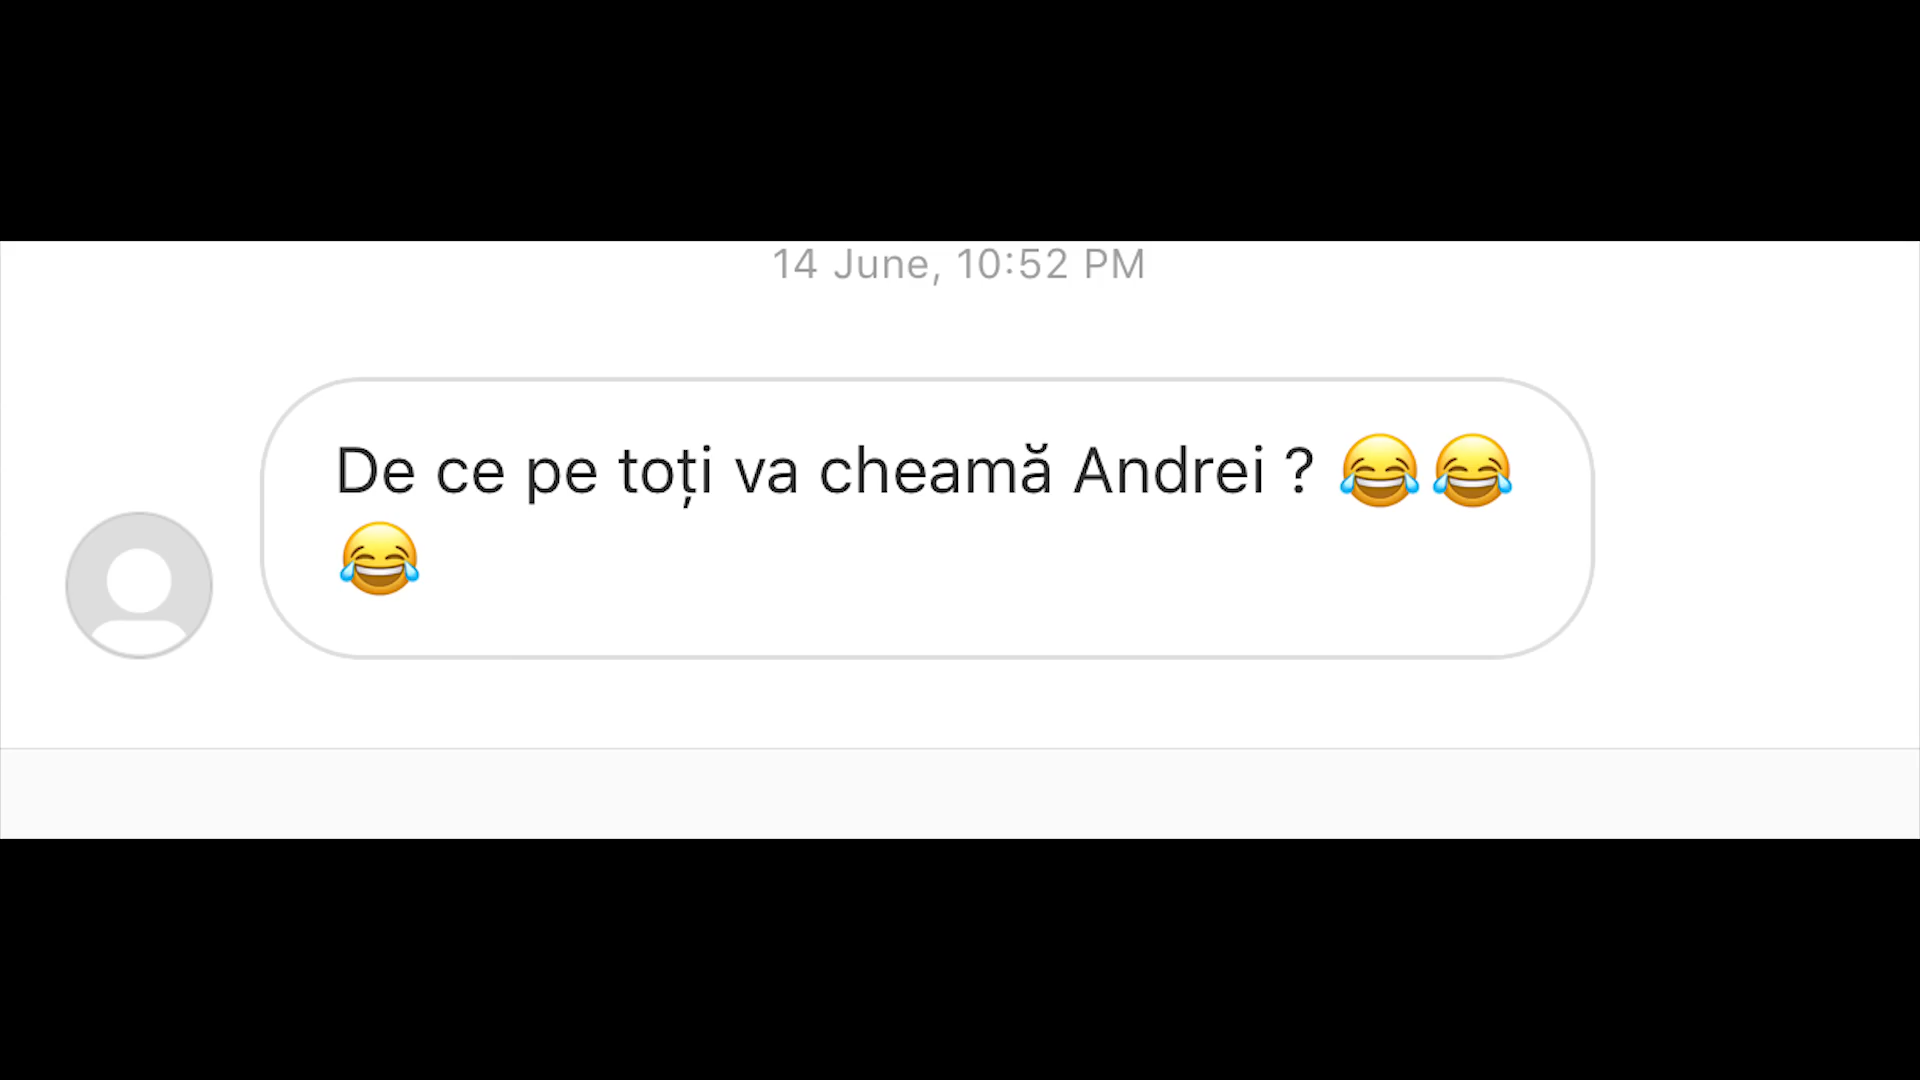 14 June, 10:52 PM
De ce pe toți va cheamă Andrei ? 😂😂
😂